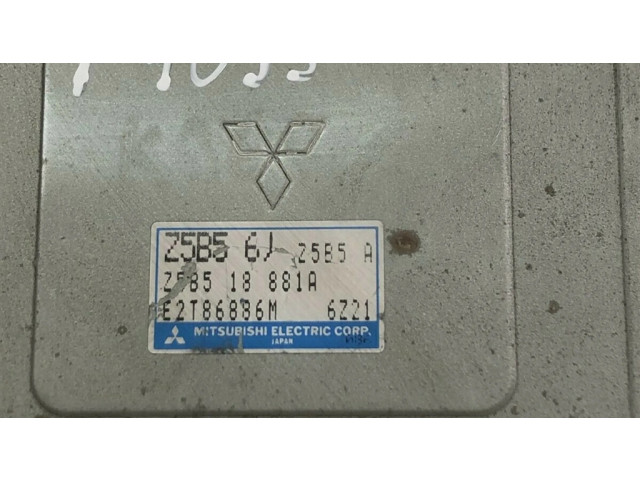 Z5B5 6J Z5B5 A
Z5B5 18 881A
E2T86886M 6Z21
MITSUBISHI ELECTRIC CORP.
JAPAN